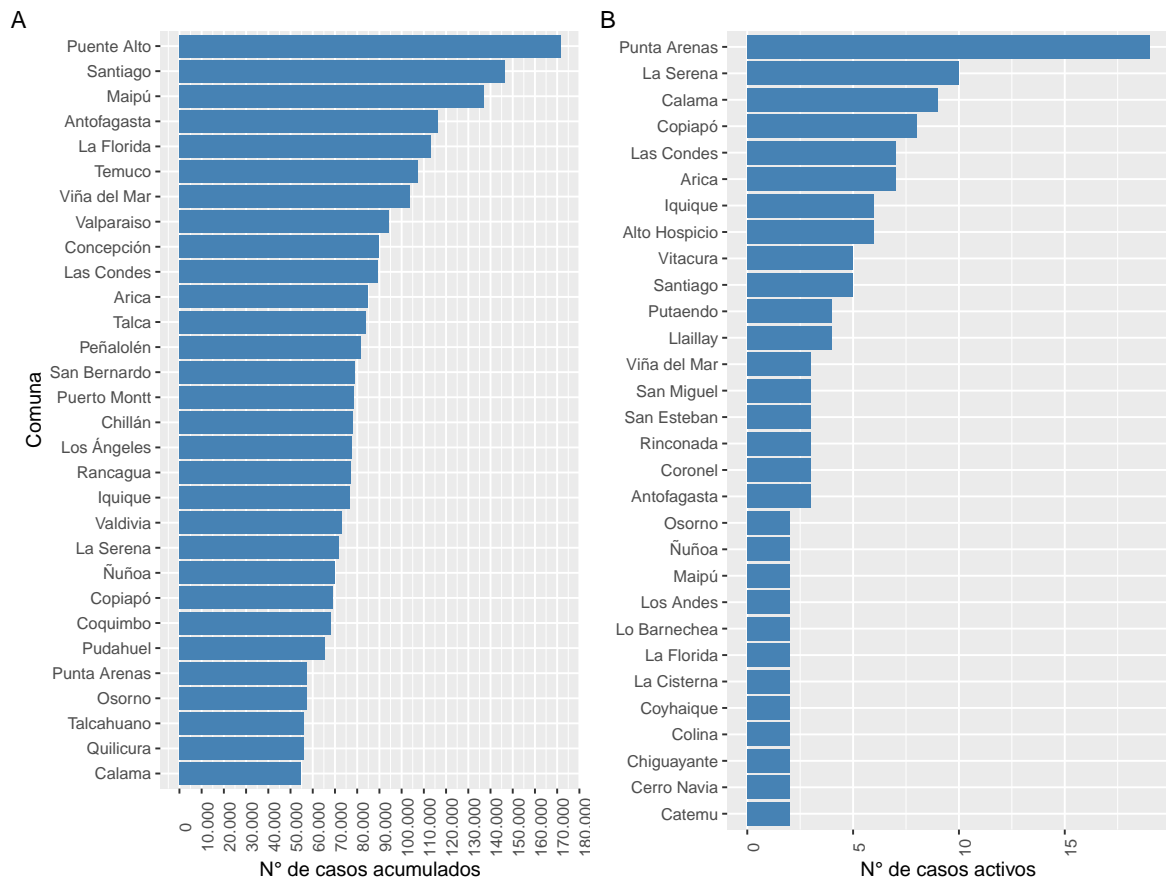 A
Comuna
Puente Alto
Santiago
Maipú
Antofagasta
La Florida
Temuco
Viña del Mar
Valparaiso
Concepción
Las Condes
Arica
Talca
Peñalolén
San Bernardo
Puerto Montt
Chillán
Los Ángeles
Rancagua
Iquique
Valdivia
La Serena
Ñuñoa
Copiapó
Coquimbo
Pudahuel
Punta Arenas
Osorno
Talcahuano
Quilicura
Calama
0
10.000
20.000
30.000
40.000
50.000
60.000
70.000
80.000
90.000
100.000
110.000
120.000
130.000
140.000
150.000
160.000
170.000
180.000
N° de casos acumulados
B
Punta Arenas
La Serena
Calama
Copiapó
Las Condes
Arica
Iquique
Alto Hospicio
Vitacura
Santiago
Putaendo
Llaillay
Viña del Mar
San Miguel
San Esteban
Rinconada
Coronel
Antofagasta
Osorno
Ñuñoa
Maipú
Los Andes
Lo Barnechea
La Florida
La Cisterna
Coyhaique
Colina
Chiguayante
Cerro Navia
Catemu
0
5
10
15
N° de casos activos